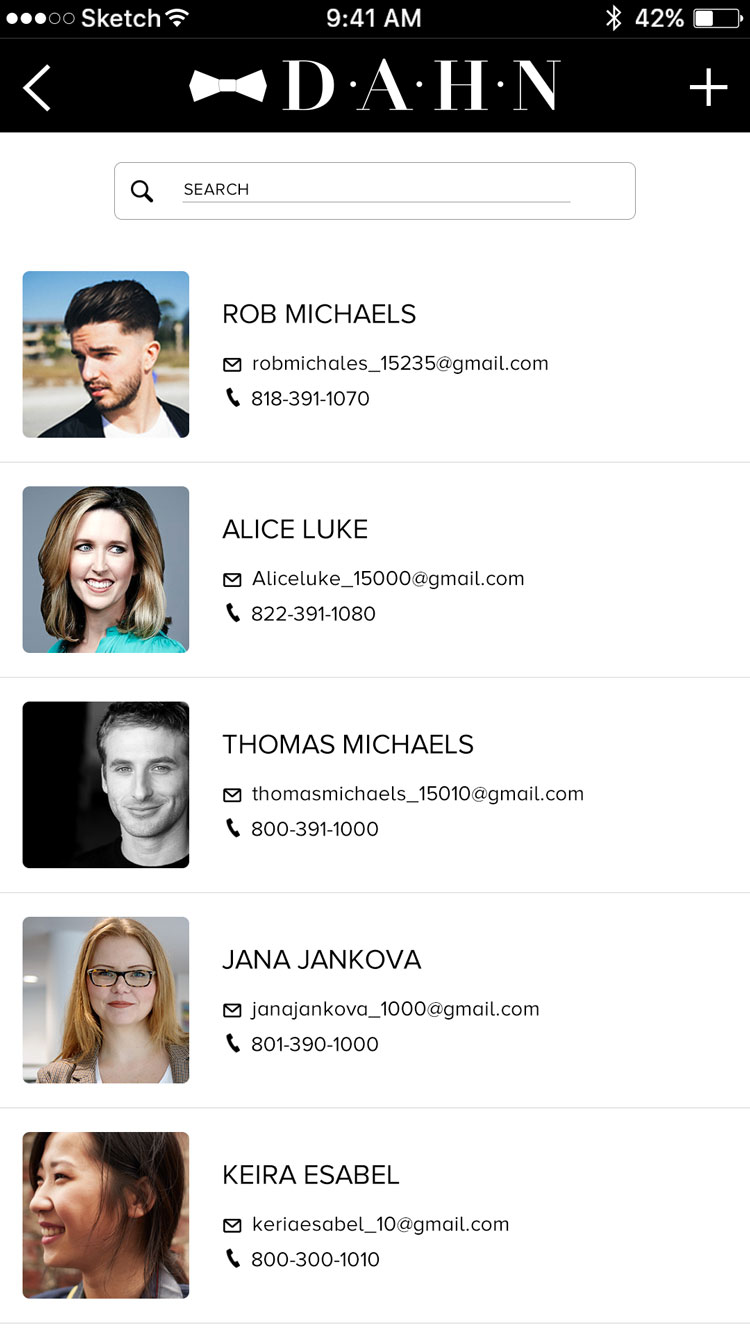 Sketch 9:41 AM 42%
D·A·H·N
SEARCH
ROB MICHAELS
robmichales_15235@gmail.com
818-391-1070
ALICE LUKE
Aliceluke_15000@gmail.com
822-391-1080
THOMAS MICHAELS
thomasmichaels_15010@gmail.com
800-391-1000
JANA JANKOVA
janajankova_1000@gmail.com
801-390-1000
KEIRA ESABEL
keriaesabel_10@gmail.com
800-300-1010